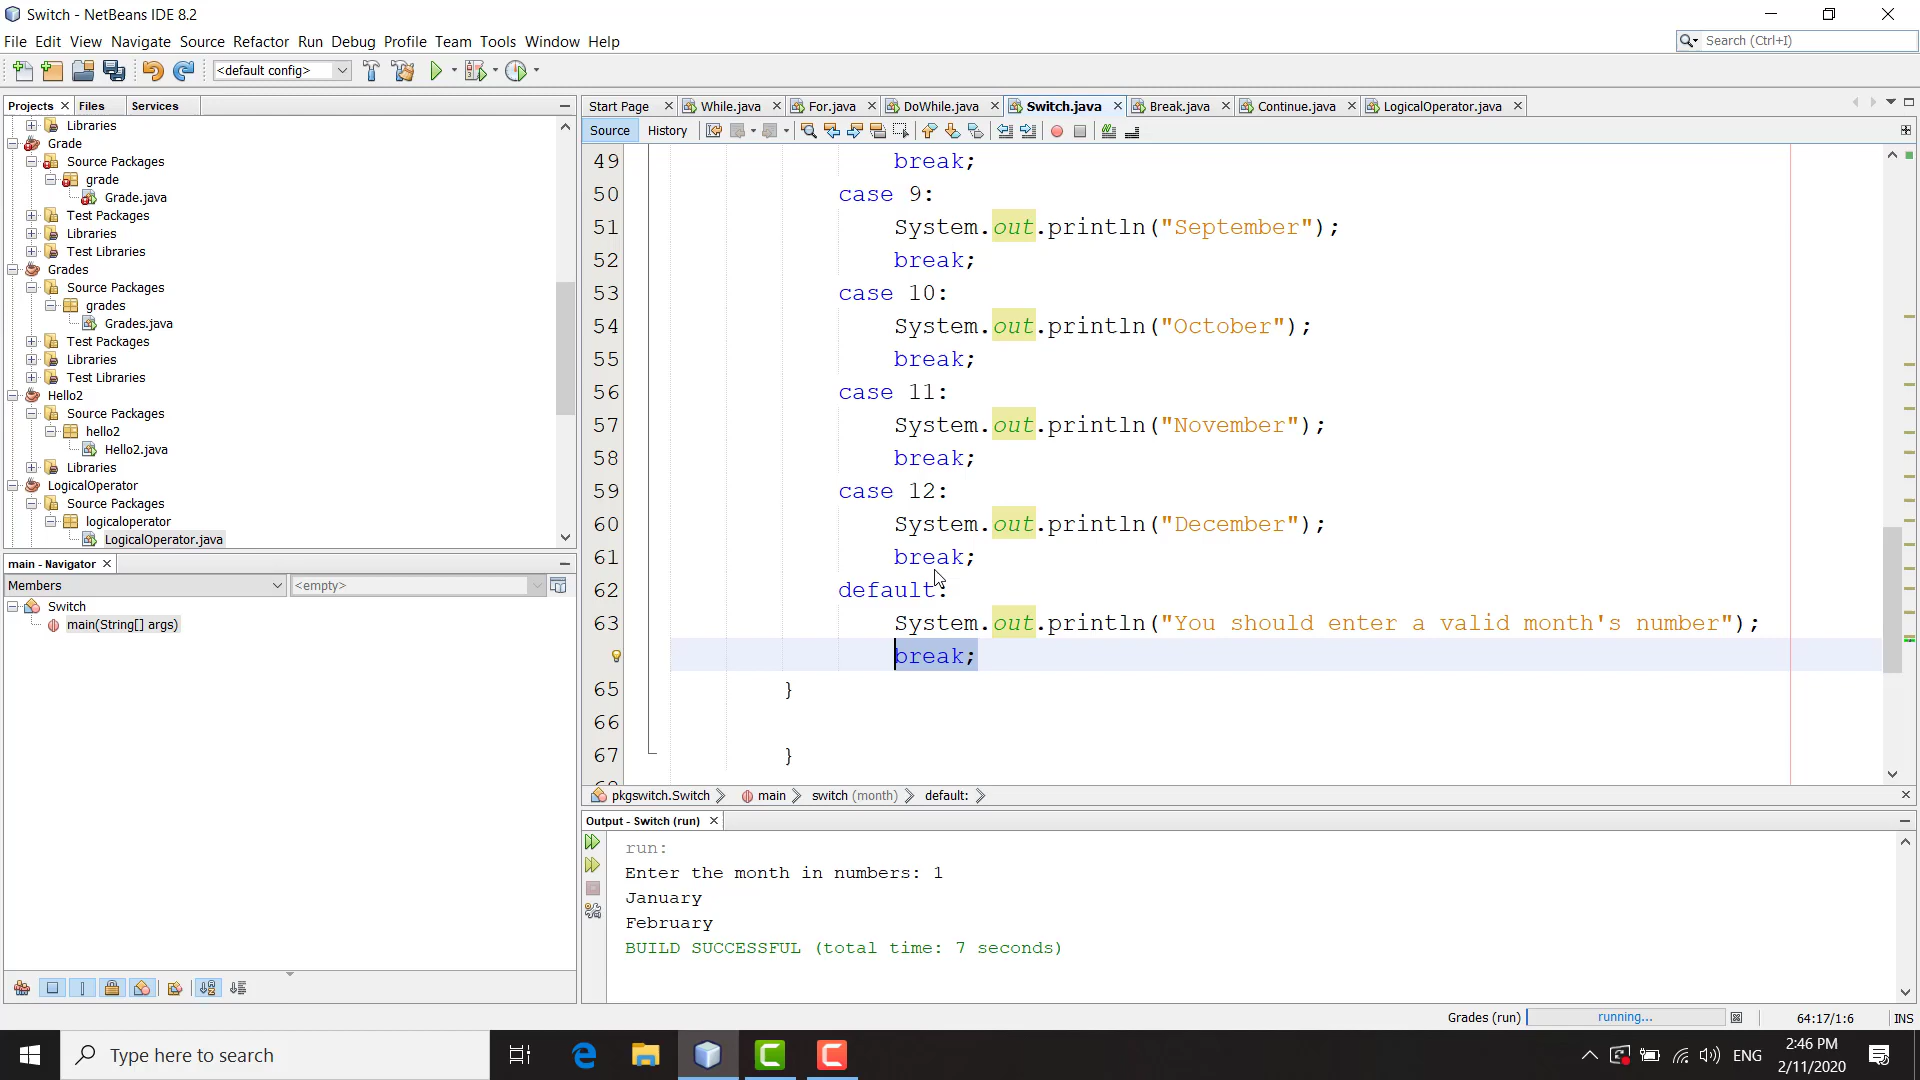 Switch - NetBeans IDE 8.2
File Edit View Navigate Source Refactor Run Debug Profile Team Tools Window Help
Search (Ctrl+I)
<default config>
Projects Files Services
Start Page While.java For.java DoWhile.java Switch.java Break.java Continue.java LogicalOperator.java
Source History
Libraries
Grade
Source Packages
grade
Grade.java
Test Packages
Libraries
Test Libraries
Grades
Source Packages
grades
Grades.java
Test Packages
Libraries
Test Libraries
Hello2
Source Packages
hello2
Hello2.java
Libraries
LogicalOperator
Source Packages
logicaloperator
LogicalOperator.java
main - Navigator
Members <empty>
Switch
main(String[] args)
49 break;
50 case 9:
51 System.out.println("September");
52 break;
53 case 10:
54 System.out.println("October");
55 break;
56 case 11:
57 System.out.println("November");
58 break;
59 case 12:
60 System.out.println("December");
61 break;
62 default:
63 System.out.println("You should enter a valid month's number");
break;
65 }
66
67 }
pkgswitch.Switch main switch (month) default:
Output - Switch (run)
run:
Enter the month in numbers: 1
January
February
BUILD SUCCESSFUL (total time: 7 seconds)
Grades (run) running... 64:17/1:6 INS
Type here to search
ENG
2:46 PM
2/11/2020